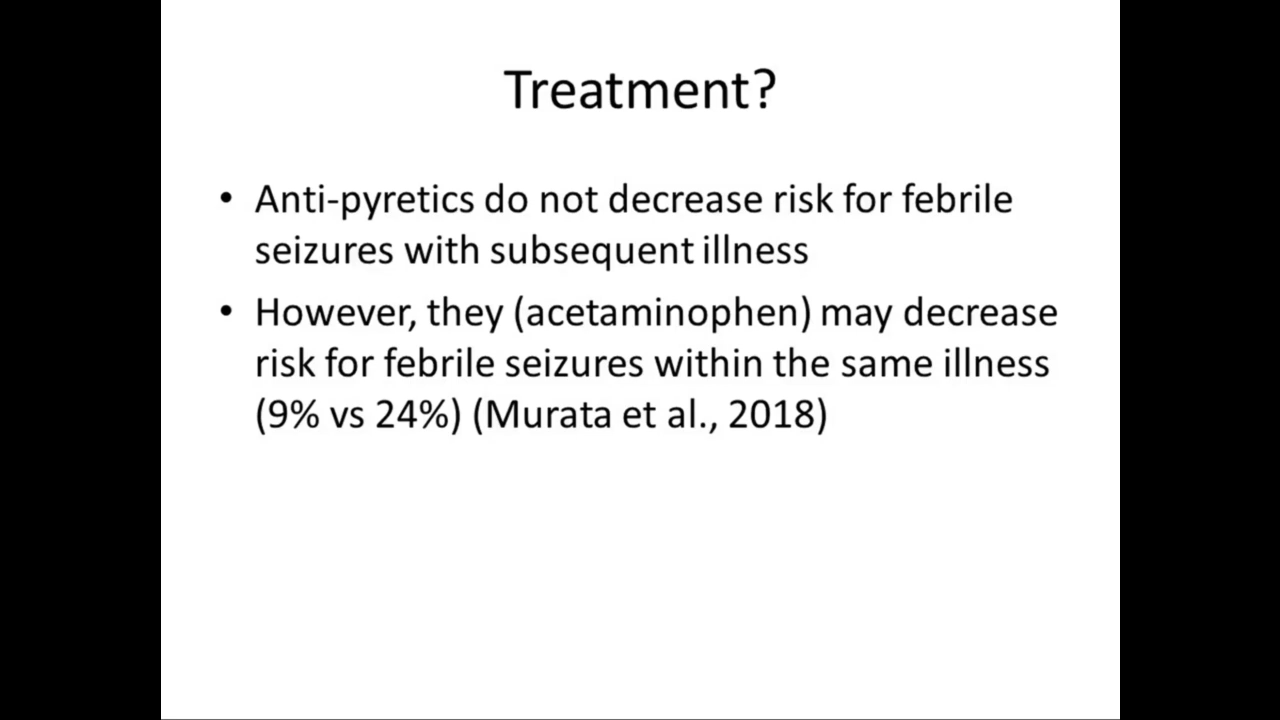 Treatment?
• Anti-pyretics do not decrease risk for febrile
seizures with subsequent illness
• However, they (acetaminophen) may decrease
risk for febrile seizures within the same illness
(9% vs 24%) (Murata et al., 2018)